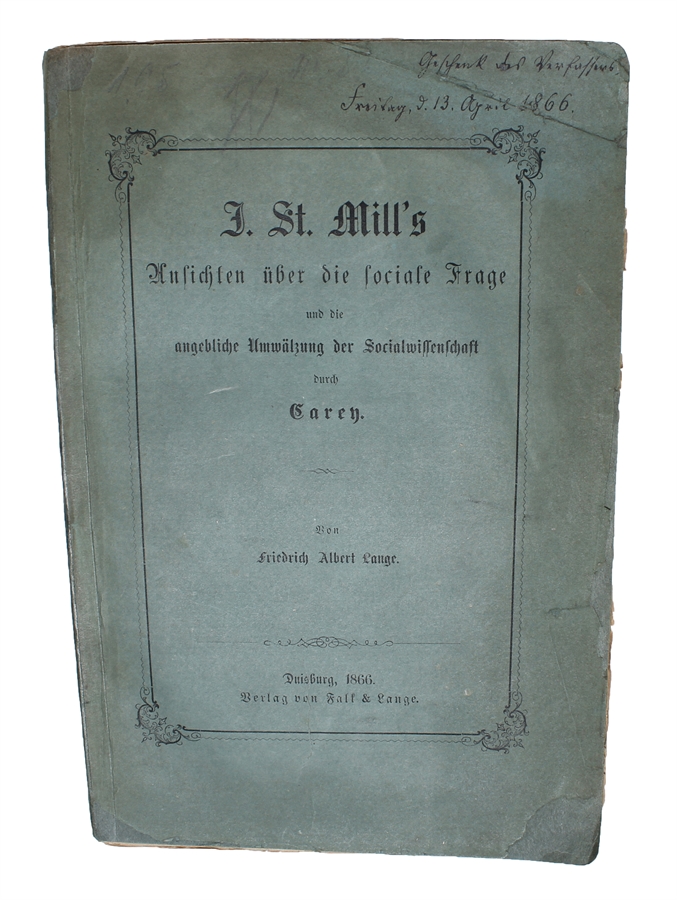 Geschenk des Verfassers.
Freitag, d. 13. April 1866.
J. St. Mill's
Ansichten über die sociale Frage
und die
angebliche Umwälzung der Socialwissenschaft
durch
Carey.
Von
Friedrich Albert Lange.
Duisburg, 1866.
Verlag von Falk & Lange.